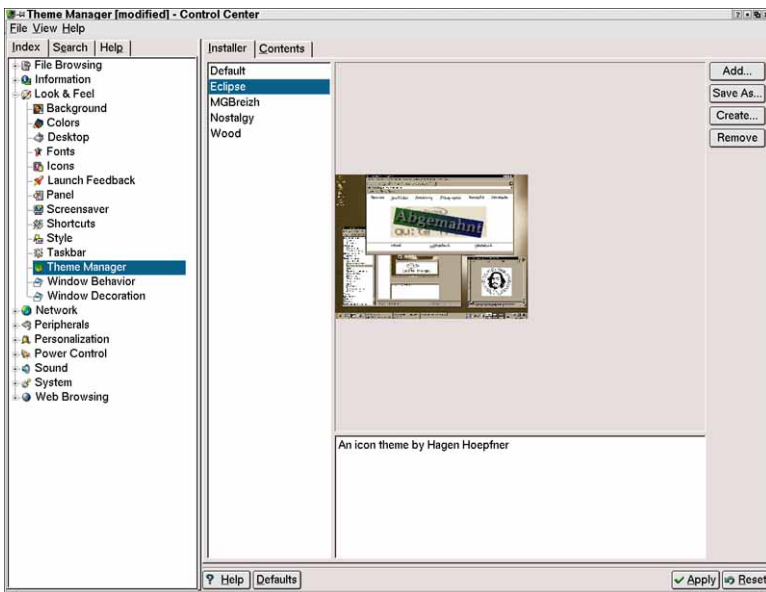 Theme Manager [modified] - Control Center
File View Help
Index Search Help
File Browsing
Information
Look & Feel
Background
Colors
Desktop
Fonts
Icons
Launch Feedback
Panel
Screensaver
Shortcuts
Style
Taskbar
Theme Manager
Window Behavior
Window Decoration
Network
Peripherals
Personalization
Power Control
Sound
System
Web Browsing
Installer Contents
Default
Eclipse
MGBreizh
Nostalgy
Wood
Abgemahnt
An icon theme by Hagen Hoepfner
Add...
Save As...
Create...
Remove
? Help Defaults
Apply Reset